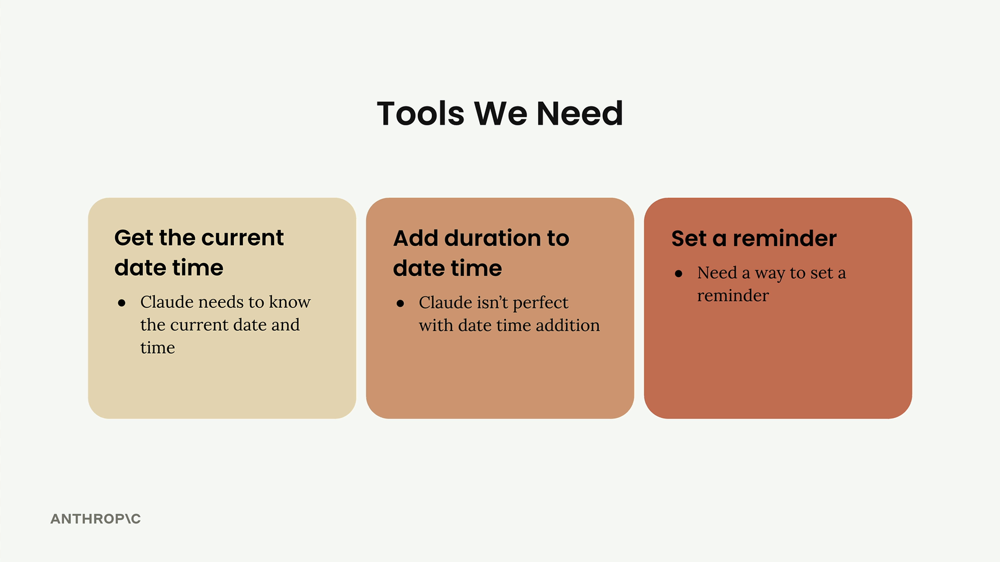 Tools We Need
Get the current
date time
● Claude needs to know
the current date and
time
Add duration to
date time
● Claude isn’t perfect
with date time addition
Set a reminder
● Need a way to set a
reminder
ANTHROP\C